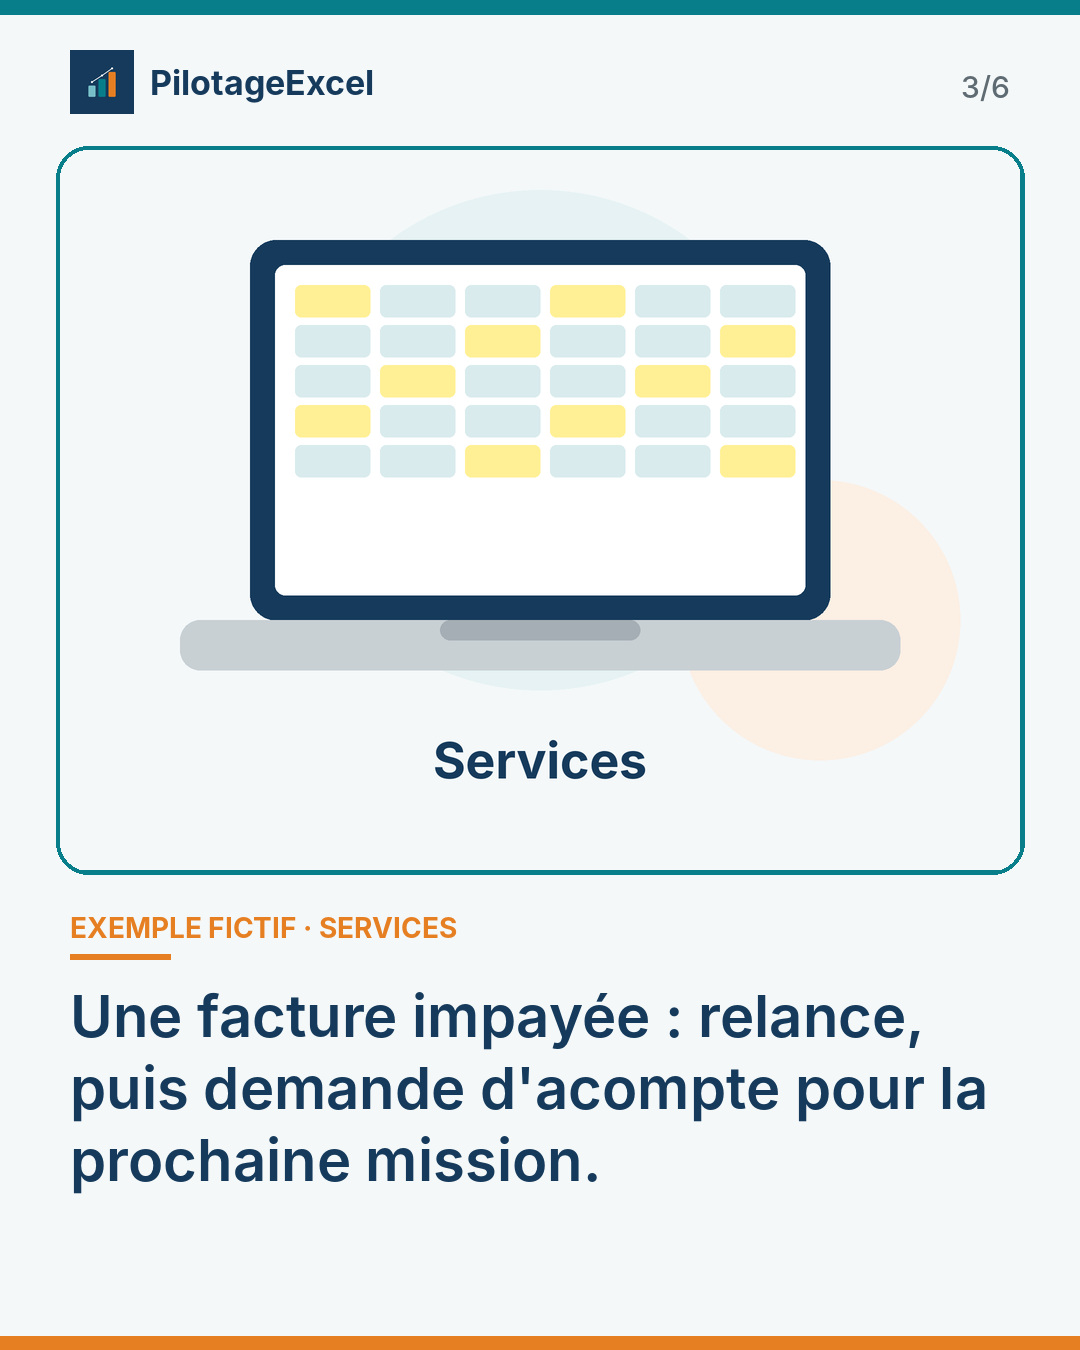 PilotageExcel
3/6
Services
EXEMPLE FICTIF · SERVICES
Une facture impayée : relance,
puis demande d'acompte pour la
prochaine mission.